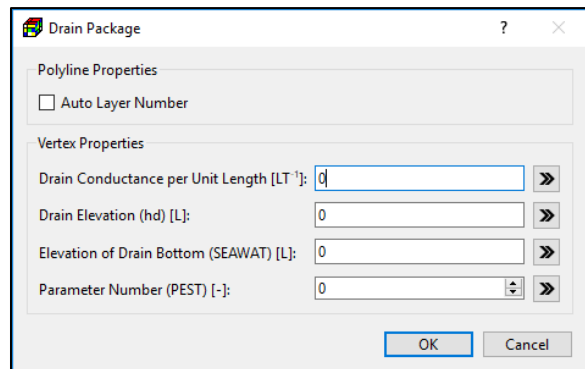 Drain Package
?
Polyline Properties
Auto Layer Number
Vertex Properties
Drain Conductance per Unit Length [LT⁻¹]: 0
Drain Elevation (hd) [L]: 0
Elevation of Drain Bottom (SEAWAT) [L]: 0
Parameter Number (PEST) [-]: 0
OK Cancel